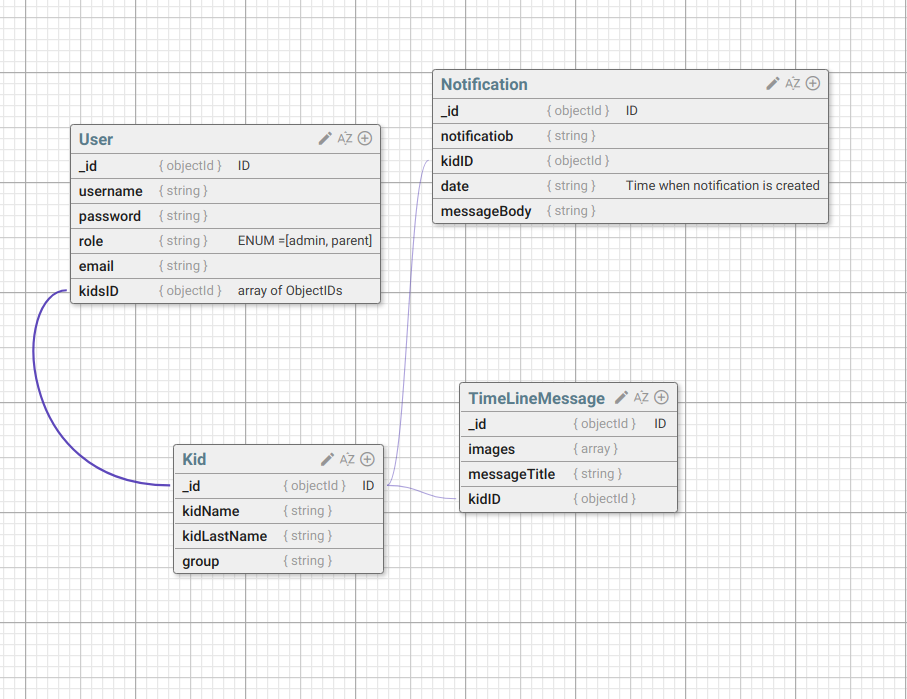 User AZ
_id { objectId } ID
username { string }
password { string }
role { string } ENUM =[admin, parent]
email { string }
kidsID { objectId } array of ObjectIDs
Notification AZ
_id { objectId } ID
notificatiob { string }
kidID { objectId }
date { string } Time when notification is created
messageBody { string }
Kid AZ
_id { objectId } ID
kidName { string }
kidLastName { string }
group { string }
TimeLineMessage AZ
_id { objectId } ID
images { array }
messageTitle { string }
kidID { objectId }